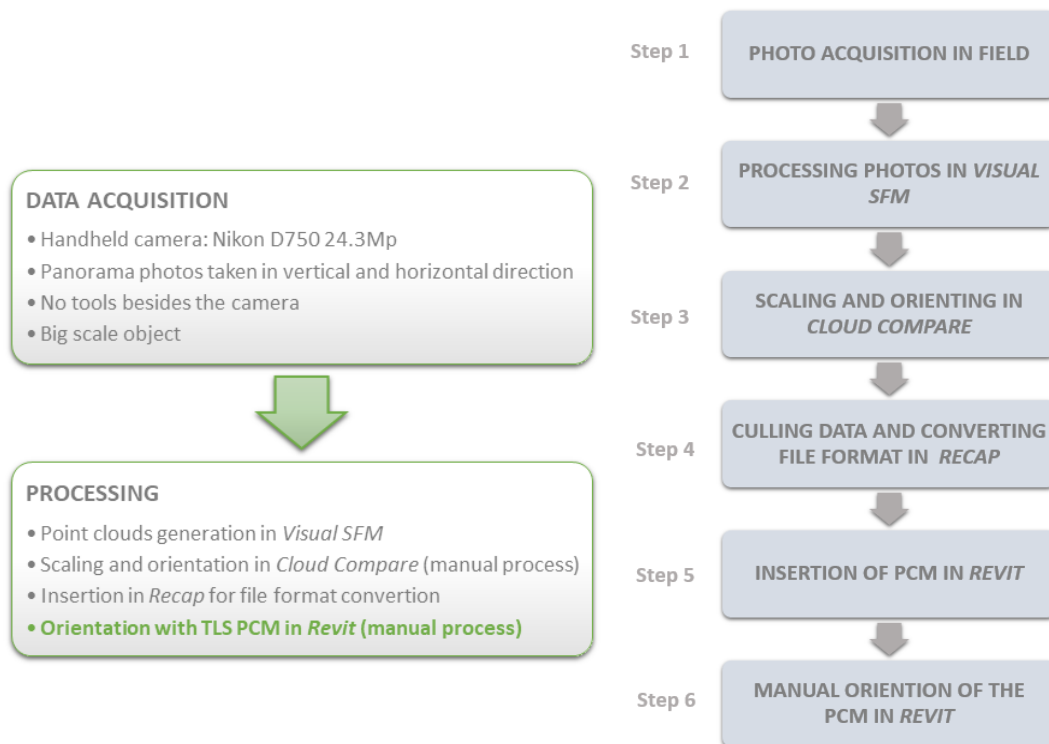 DATA ACQUISITION
• Handheld camera: Nikon D750 24.3Mp
• Panorama photos taken in vertical and horizontal direction
• No tools besides the camera
• Big scale object
PROCESSING
• Point clouds generation in Visual SFM
• Scaling and orientation in Cloud Compare (manual process)
• Insertion in Recap for file format convertion
• Orientation with TLS PCM in Revit (manual process)
Step 1
PHOTO ACQUISITION IN FIELD
Step 2
PROCESSING PHOTOS IN VISUAL
SFM
Step 3
SCALING AND ORIENTING IN
CLOUD COMPARE
Step 4
CULLING DATA AND CONVERTING
FILE FORMAT IN RECAP
Step 5
INSERTION OF PCM IN REVIT
Step 6
MANUAL ORIENTION OF THE
PCM IN REVIT